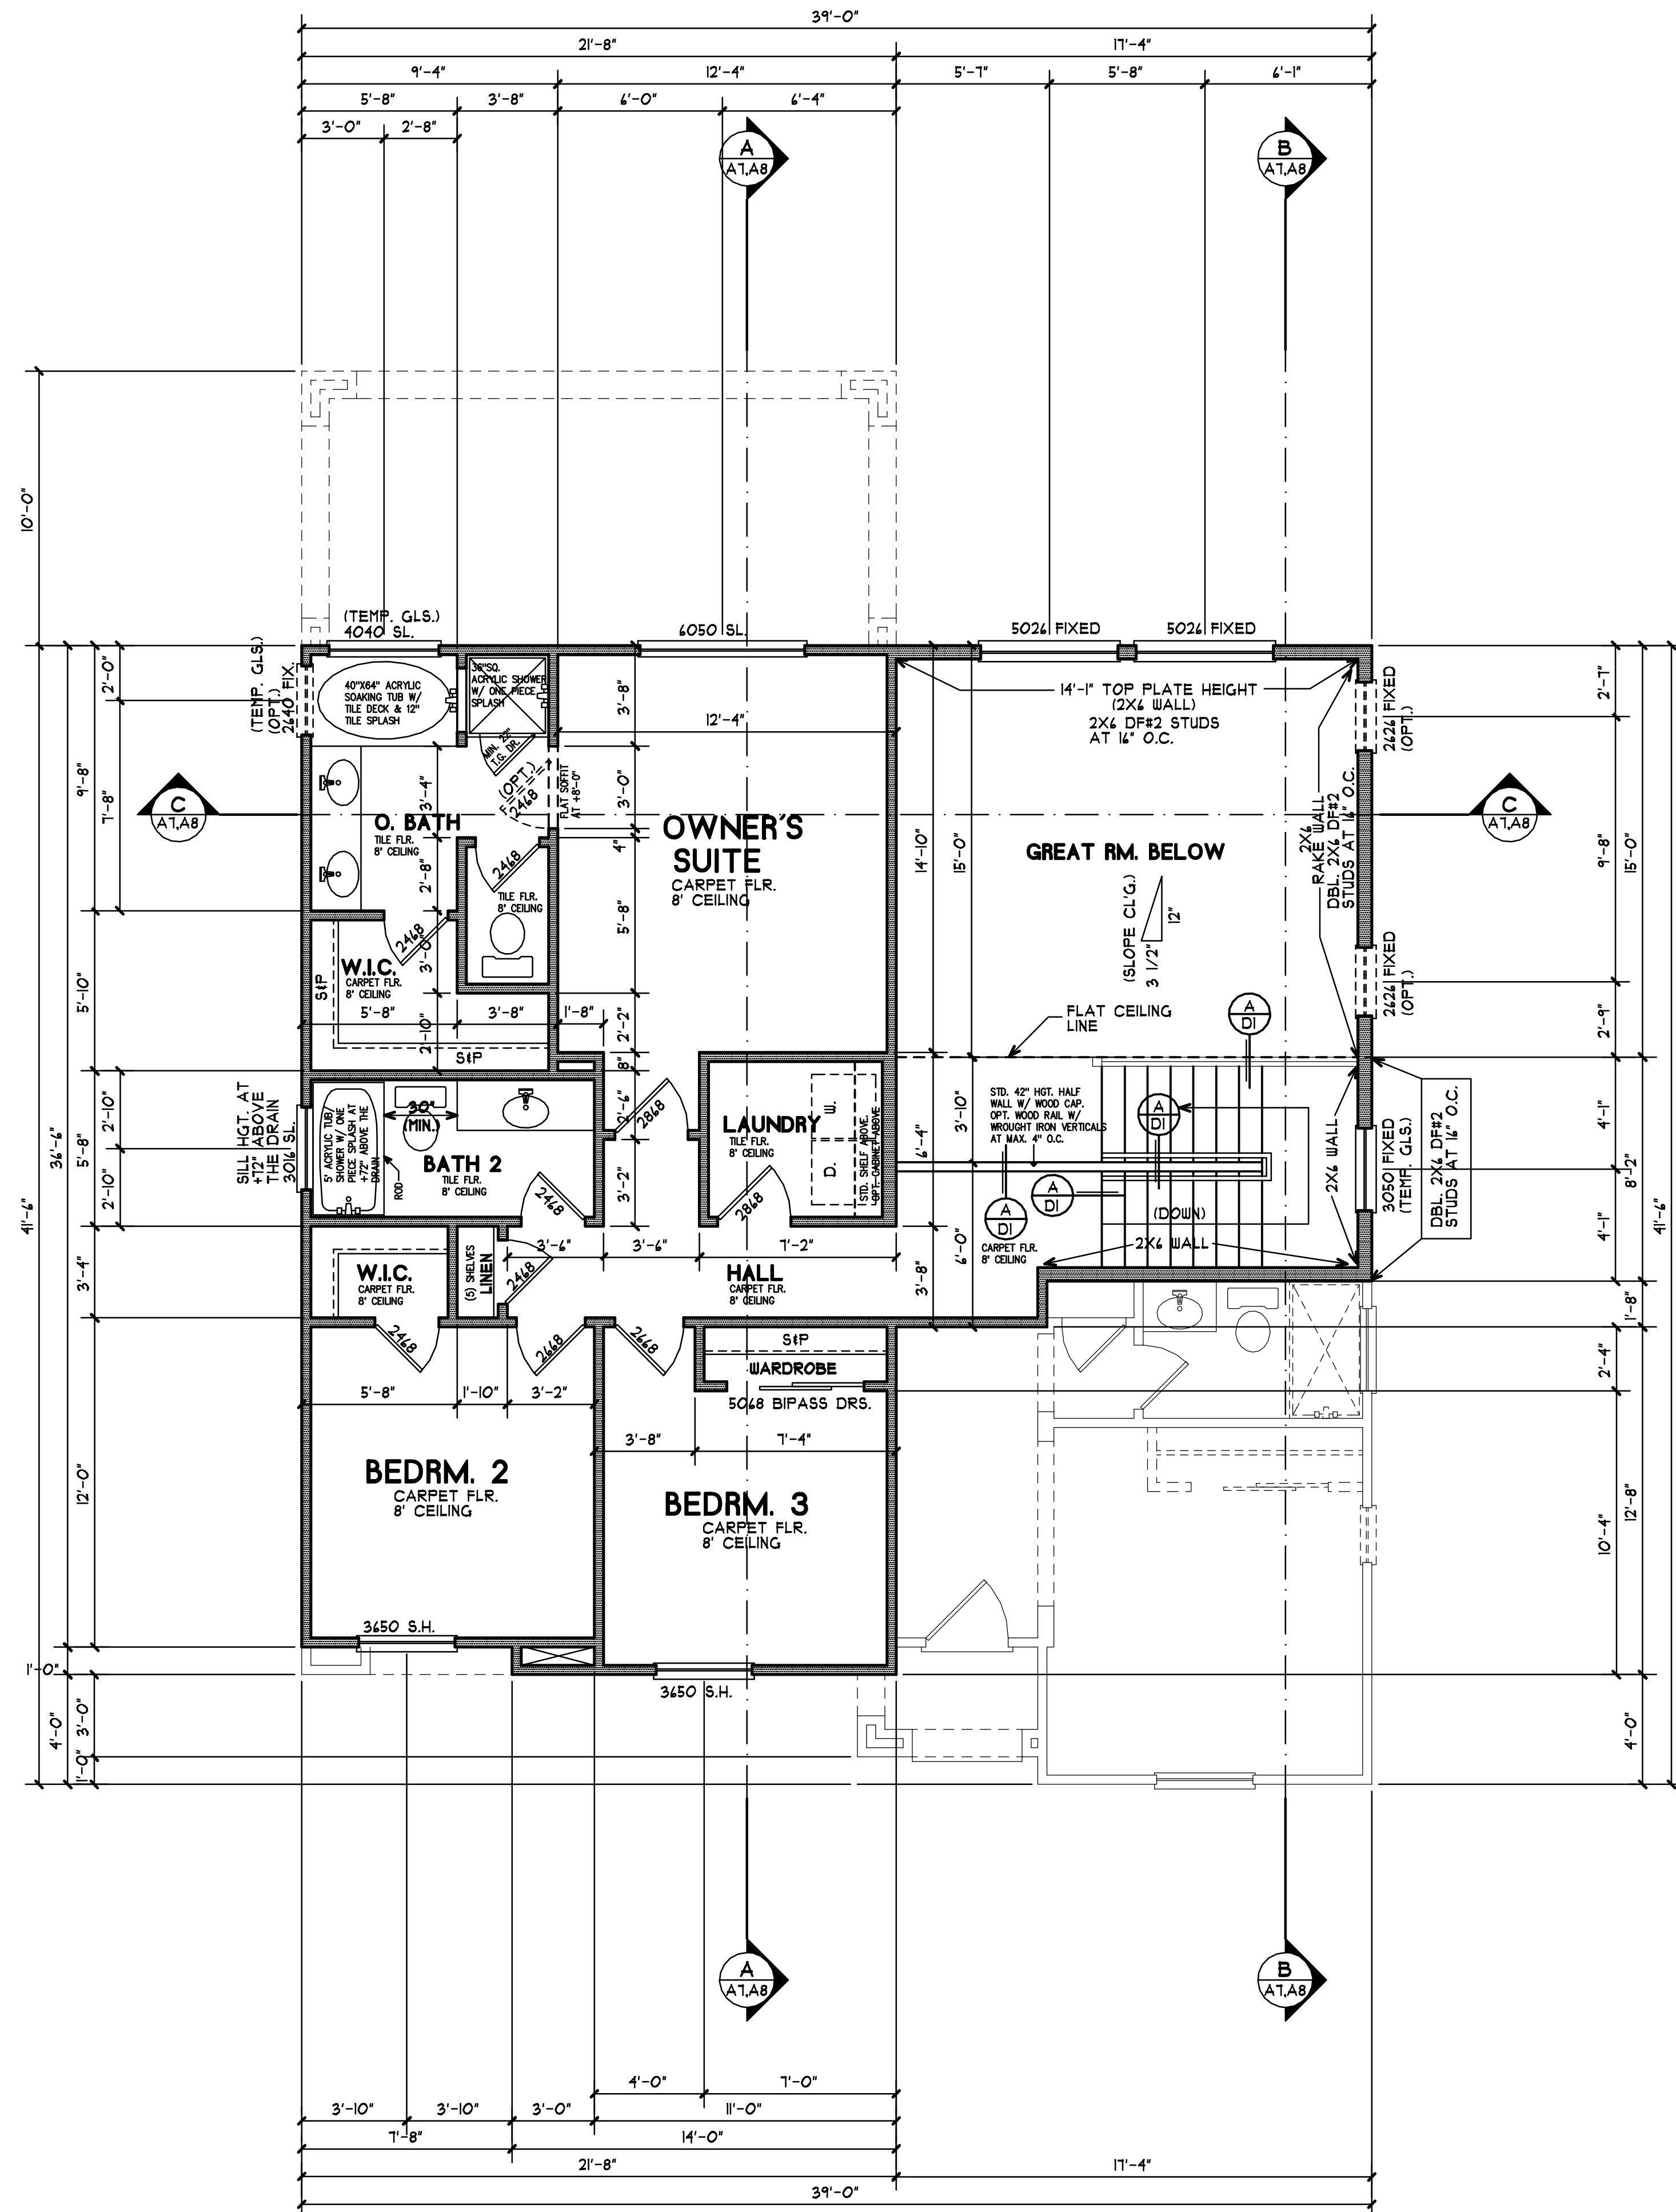 39'-0"
21'-8"
17'-4"
9'-4"
12'-4"
5'-7"
5'-8"
6'-1"
5'-8"
3'-8"
6'-0"
6'-4"
3'-0"
2'-8"
A
A7,A8
B
A7,A8
10'-0"
(TEMP. GLS.)
4040 SL.
6050 SL.
5026 FIXED
5026 FIXED
(TEMP. GLS.)
(OPT.)
2640 FIX.
40"X64" ACRYLIC
SOAKING TUB W/
TILE DECK & 12"
TILE SPLASH
36"SQ.
ACRYLIC SHOWER
W/ ONE PIECE
SPLASH
MIN. 22"
T.G. DR.
(OPT.)
2468
FLAT SOFFIT
AT +8'-0"
3'-8"
12'-4"
3'-0"
4"
5'-8"
2'-2"
8"
2'-6"
3'-2"
14'-1" TOP PLATE HEIGHT
(2X6 WALL)
2X6 DF#2 STUDS
AT 16" O.C.
2626 FIXED
(OPT.)
2'-0"
7'-8"
9'-8"
5'-10"
36'-6"
41'-6"
2'-10"
5'-8"
2'-10"
3'-4"
12'-0"
1'-0"
4'-0"
3'-0"
1'-0"
2'-7"
9'-8"
15'-0"
2'-9"
4'-1"
8'-2"
4'-1"
41'-6"
1'-8"
2'-4"
12'-8"
10'-4"
4'-0"
C
A7,A8
C
A7,A8
O. BATH
TILE FLR.
8' CEILING
3'-4"
2'-8"
3'-0"
2'-10"
2468
TILE FLR.
8' CEILING
OWNER'S
SUITE
CARPET FLR.
8' CEILING
14'-10"
15'-0"
GREAT RM. BELOW
(SLOPE CL'G.)
3 1/2"
12"
2X6
RAKE WALL
DBL. 2X6 DF#2
STUDS AT 16" O.C.
2468
W.I.C.
CARPET FLR.
8' CEILING
S&P
5'-8"
3'-8"
1'-8"
S&P
2626 FIXED
(OPT.)
FLAT CEILING
LINE
A
D1
SILL HGT. AT
+72" ABOVE
THE DRAIN
3016 SL.
5' ACRYLIC TUB/
SHOWER W/ ONE
PIECE SPLASH AT
+72" ABOVE THE
DRAIN
ROD
30"
(MIN.)
BATH 2
TILE FLR.
8' CEILING
2468
2868
LAUNDRY
TILE FLR.
8' CEILING
W.
D.
STD. SHELF ABOVE.
OPT. CABINET ABOVE
2868
6'-4"
3'-10"
STD. 42" HGT. HALF
WALL W/ WOOD CAP.
OPT. WOOD RAIL W/
WROUGHT IRON VERTICALS
AT MAX. 4" O.C.
A
D1
A
D1
A
D1
(DOWN)
2X6 WALL
2X6 WALL
3050 FIXED
(TEMP. GLS.)
DBL. 2X6 DF#2
STUDS AT 16" O.C.
CARPET FLR.
8' CEILING
6'-0"
3'-8"
W.I.C.
CARPET FLR.
8' CEILING
(5) SHELVES
LINEN
2468
3'-6"
3'-6"
7'-2"
HALL
CARPET FLR.
8' CEILING
2468
2668
2668
S&P
WARDROBE
5068 BIPASS DRS.
5'-8"
1'-10"
3'-2"
3'-8"
7'-4"
BEDRM. 2
CARPET FLR.
8' CEILING
BEDRM. 3
CARPET FLR.
8' CEILING
3650 S.H.
3650 S.H.
A
A7,A8
B
A7,A8
4'-0"
7'-0"
3'-10"
3'-10"
3'-0"
11'-0"
7'-8"
14'-0"
21'-8"
17'-4"
39'-0"